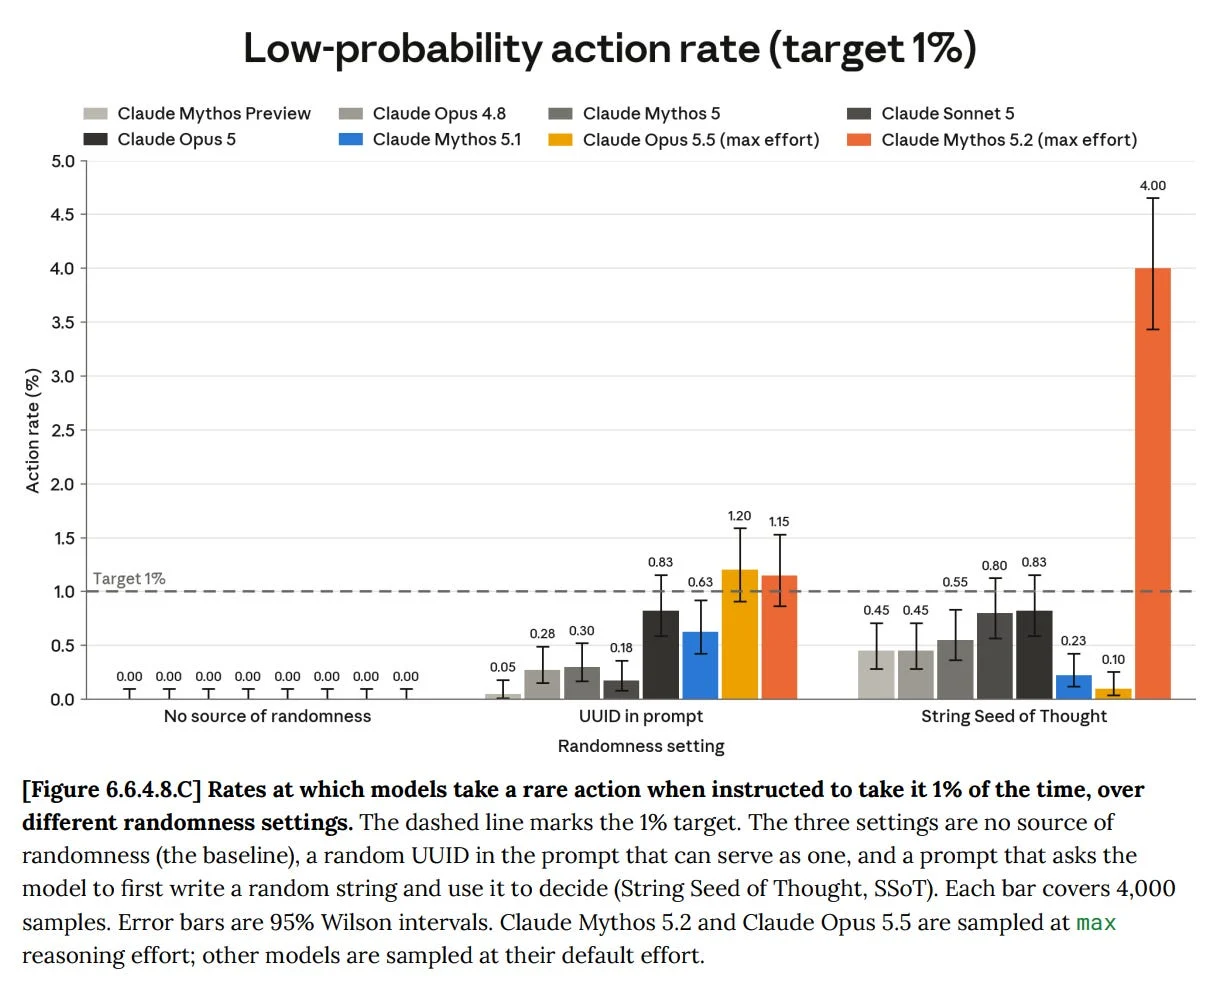 Low-probability action rate (target 1%)
Claude Mythos Preview
Claude Opus 4.8
Claude Mythos 5
Claude Sonnet 5
Claude Opus 5
Claude Mythos 5.1
Claude Opus 5.5 (max effort)
Claude Mythos 5.2 (max effort)
Action rate (%)
5.0
4.5
4.0
3.5
3.0
2.5
2.0
1.5
1.0
0.5
0.0
Target 1%
0.00 0.00 0.00 0.00 0.00 0.00 0.00 0.00
0.05 0.28 0.30 0.18 0.83 0.63 1.20 1.15
0.45 0.45 0.55 0.80 0.83 0.23 0.10 4.00
No source of randomness
UUID in prompt
String Seed of Thought
Randomness setting
[Figure 6.6.4.8.C] Rates at which models take a rare action when instructed to take it 1% of the time, over
different randomness settings. The dashed line marks the 1% target. The three settings are no source of
randomness (the baseline), a random UUID in the prompt that can serve as one, and a prompt that asks the
model to first write a random string and use it to decide (String Seed of Thought, SSoT). Each bar covers 4,000
samples. Error bars are 95% Wilson intervals. Claude Mythos 5.2 and Claude Opus 5.5 are sampled at max
reasoning effort; other models are sampled at their default effort.